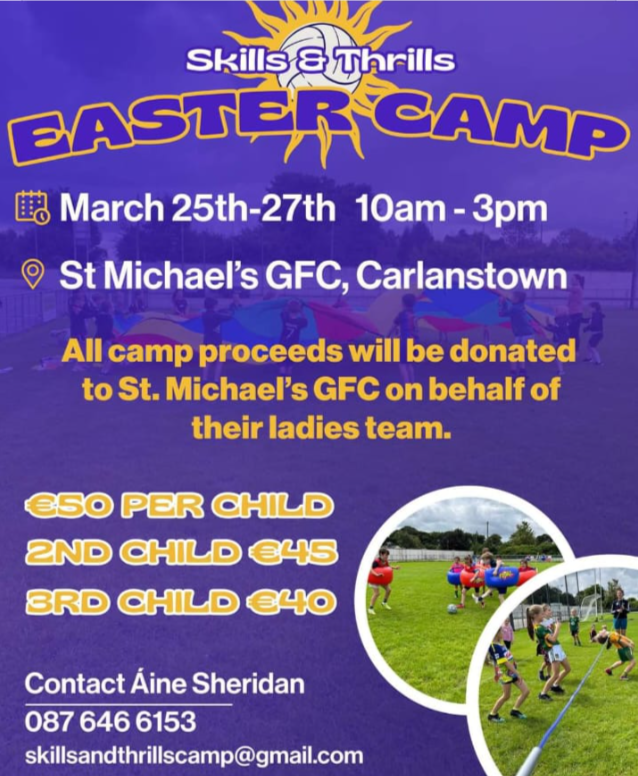 Skills & Thrills
EASTER CAMP
March 25th-27th 10am - 3pm
St Michael's GFC, Carlanstown
All camp proceeds will be donated
to St. Michael's GFC on behalf of
their ladies team.
€50 PER CHILD
2ND CHILD €45
3RD CHILD €40
Contact Áine Sheridan
087 646 6153
skillsandthrillscamp@gmail.com